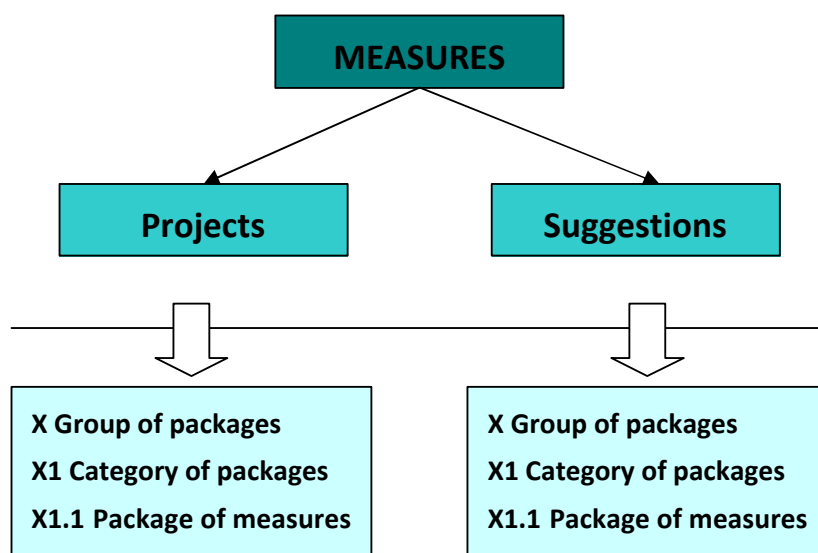 MEASURES
Projects
Suggestions
X Group of packages
X1 Category of packages
X1.1 Package of measures
X Group of packages
X1 Category of packages
X1.1 Package of measures